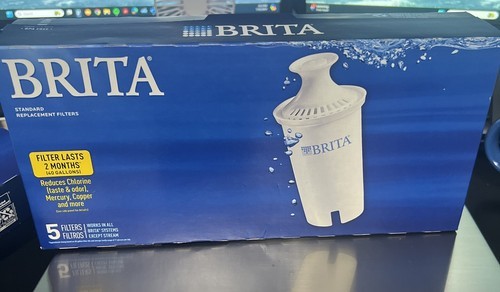 BRITA
BRITA®
STANDARD
REPLACEMENT FILTERS
BRITA®
FILTER LASTS
2 MONTHS
(40 GALLONS)
Reduces Chlorine
(taste & odor),
Mercury, Copper
and more
5 FILTERS
FILTROS
WORKS IN ALL
BRITA® SYSTEMS
EXCEPT STREAM